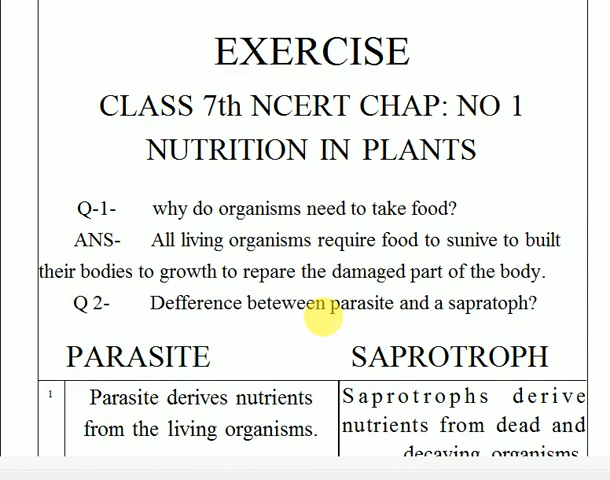 EXERCISE
CLASS 7th NCERT CHAP: NO 1
NUTRITION IN PLANTS
Q-1- why do organisms need to take food?
ANS- All living organisms require food to sunive to built
their bodies to growth to repare the damaged part of the body.
Q 2- Defference beteween parasite and a sapratoph?
PARASITE SAPROTROPH
1 Parasite derives nutrients
from the living organisms.
Saprotrophs derive
nutrients from dead and
decaying organisms.